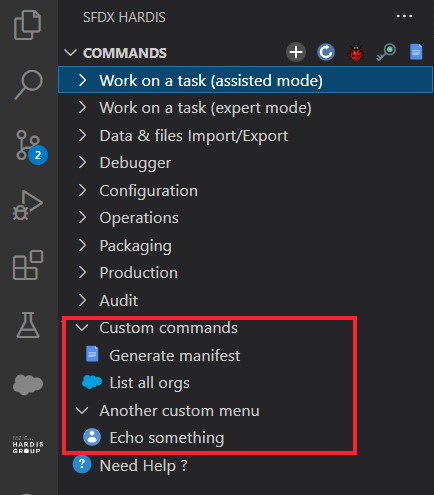 SFDX HARDIS
COMMANDS
Work on a task (assisted mode)
Work on a task (expert mode)
2
Data & files Import/Export
Debugger
Configuration
Operations
Packaging
Production
Audit
Custom commands
Generate manifest
List all orgs
Another custom menu
Echo something
HARDIS
GROUP
? Need Help ?